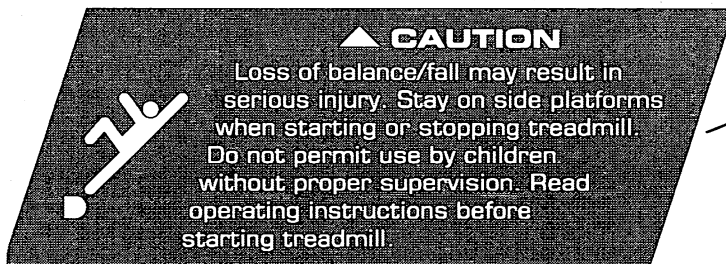 CAUTION
Loss of balance/fall may result in
serious injury. Stay on side platforms
when starting or stopping treadmill.
Do not permit use by children
without proper supervision. Read
operating instructions before
starting treadmill.